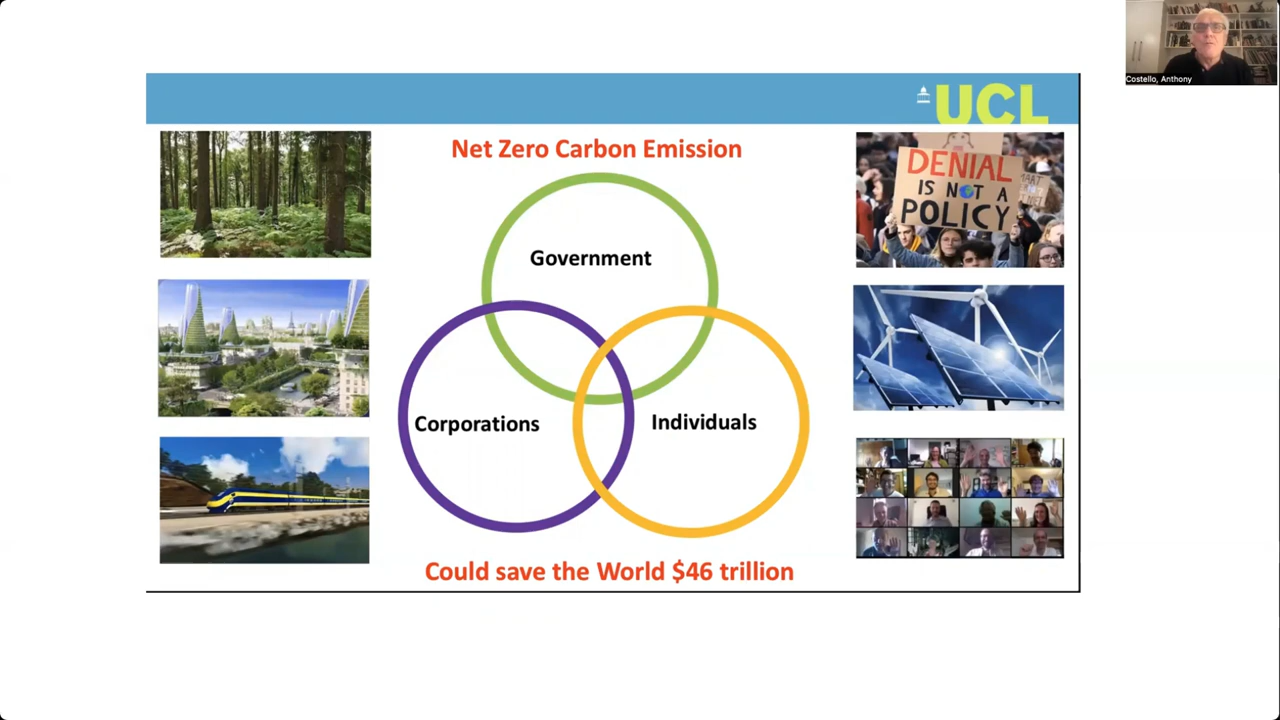 Costello, Anthony
UCL
Net Zero Carbon Emission
DENIAL
IS NOT A
POLICY
Government
Corporations
Individuals
Could save the World $46 trillion